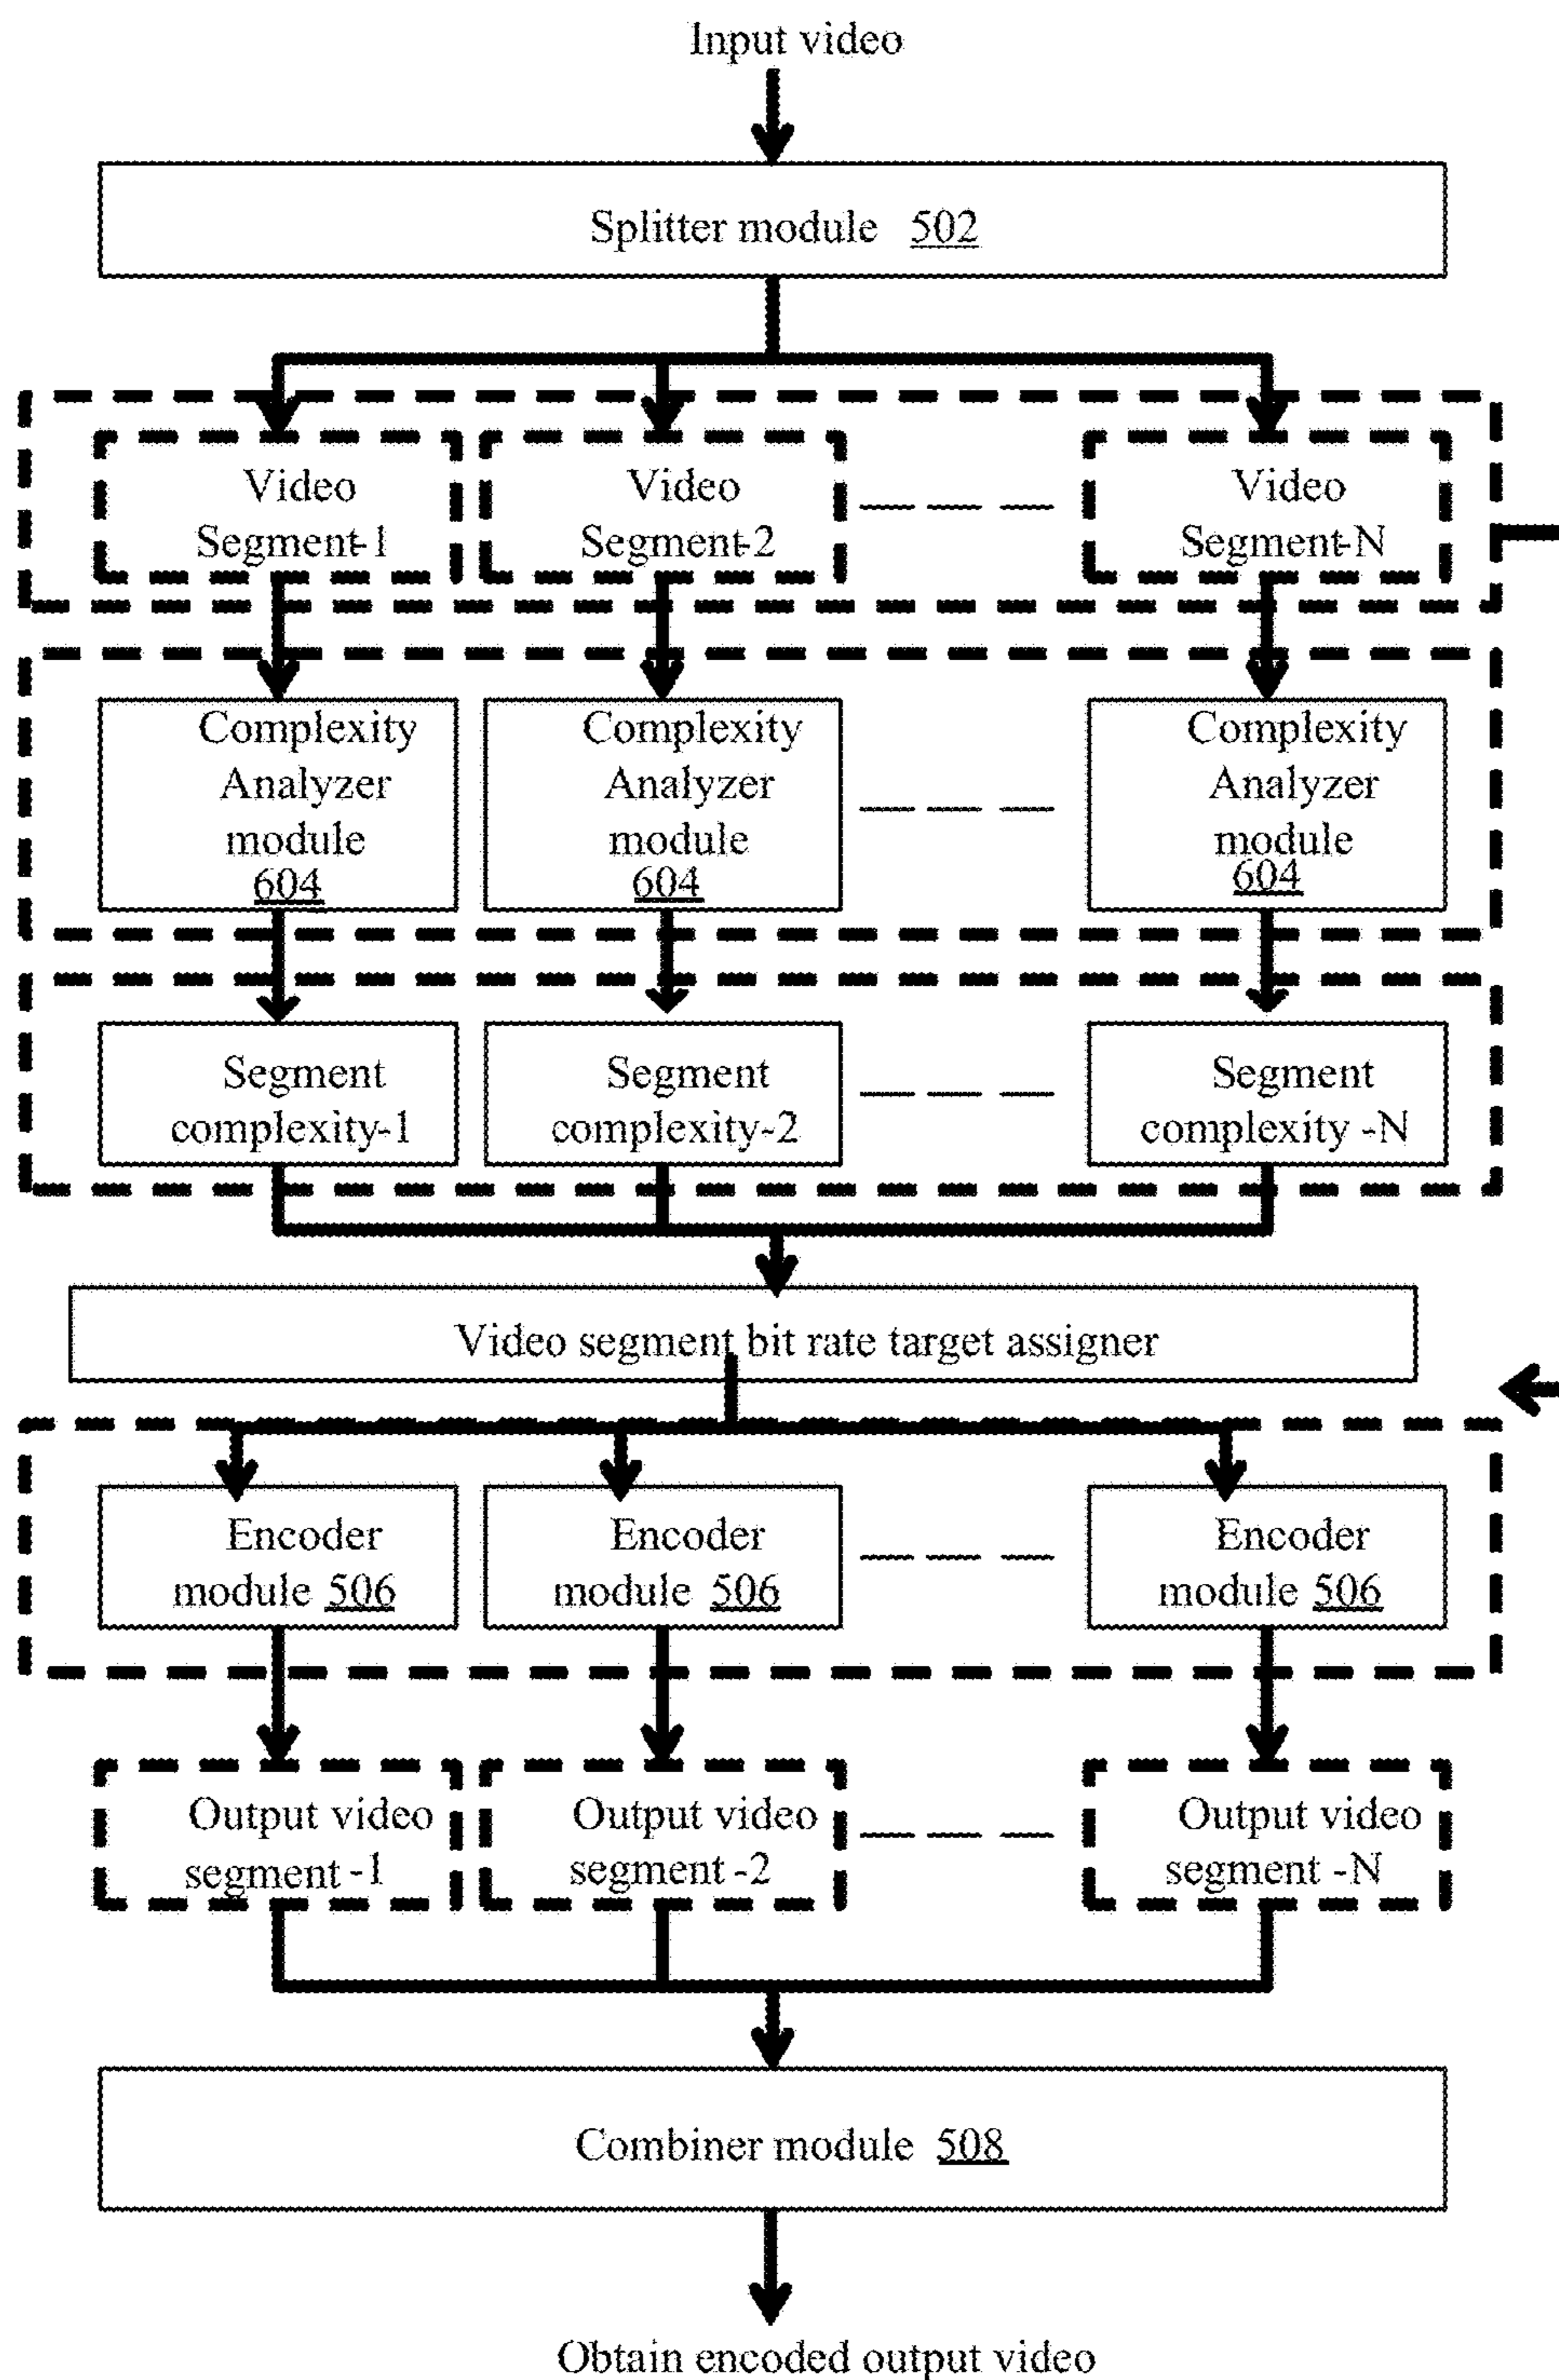 Input video
Splitter module 502
Video
Segment-1
Video
Segment-2
Video
Segment-N
Complexity
Analyzer
module
604
Complexity
Analyzer
module
604
Complexity
Analyzer
module
604
Segment
complexity-1
Segment
complexity-2
Segment
complexity -N
Video segment bit rate target assigner
Encoder
module 506
Encoder
module 506
Encoder
module 506
Output video
segment -1
Output video
segment -2
Output video
segment -N
Combiner module 508
Obtain encoded output video